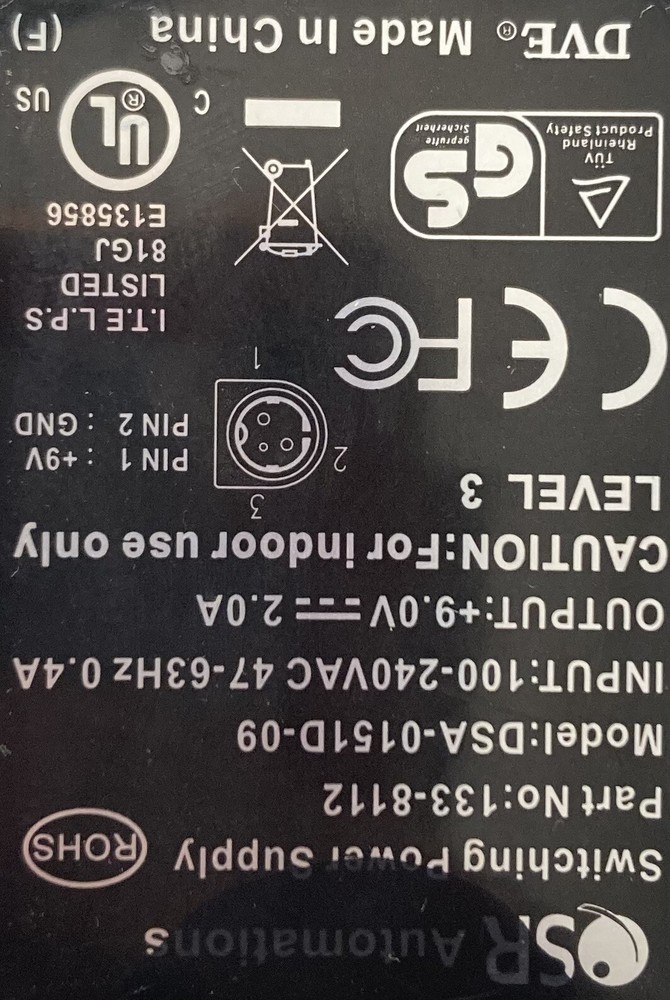 SR Automations
Switching Power Supply ROHS
Part No:133-8112
Model:DSA-0151D-09
INPUT:100-240VAC 47-63Hz 0.4A
OUTPUT:+9.0V 2.0A
CAUTION:For indoor use only
LEVEL 3
3
2
1
PIN 1 : +9V
PIN 2 : GND
CE FC
I.T.E L.P.S
LISTED
81GJ
E135856
C UL® US
TÜV
Rheinland
Product Safety
GS
geprüfte
Sicherheit
DVE® Made In China (F)